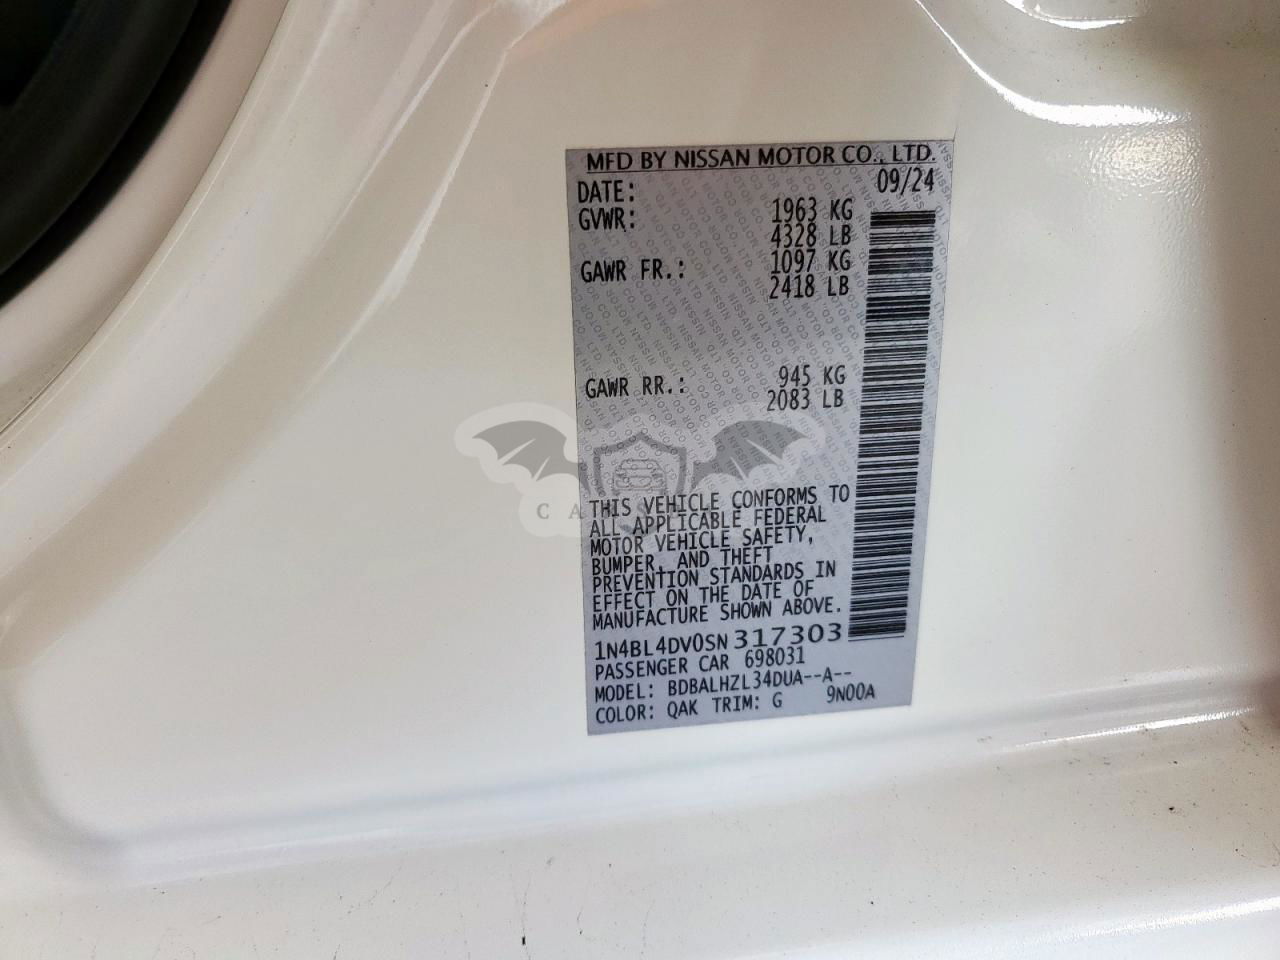 MFD BY NISSAN MOTOR CO., LTD.
DATE: 09/24
GVWR: 1963 KG
4328 LB
GAWR FR.: 1097 KG
2418 LB
GAWR RR.: 945 KG
2083 LB
THIS VEHICLE CONFORMS TO
ALL APPLICABLE FEDERAL
MOTOR VEHICLE SAFETY,
BUMPER, AND THEFT
PREVENTION STANDARDS IN
EFFECT ON THE DATE OF
MANUFACTURE SHOWN ABOVE.
1N4BL4DV0SN317303
PASSENGER CAR 698031
MODEL: BDBALHZL34DUA--A--
COLOR: QAK TRIM: G 9N00A